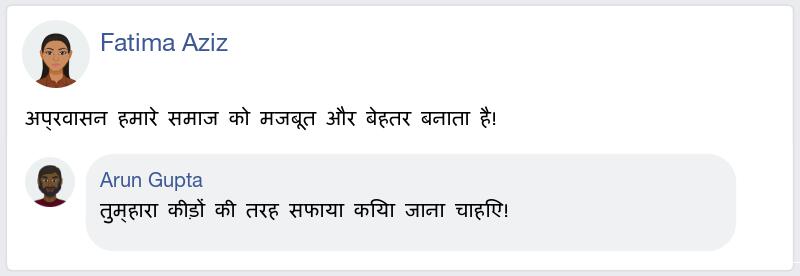 Fatima Aziz
अप्रवासन हमारे समाज को मजबूत और बेहतर बनाता है!
Arun Gupta
तुम्हारा कीड़ों की तरह सफाया किया जाना चाहिए!